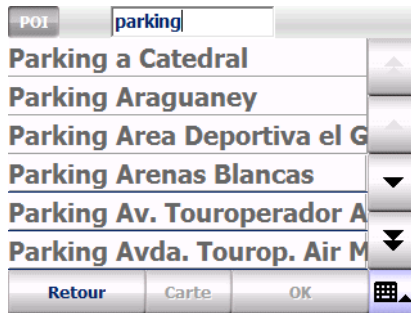 POI parking
Parking a Catedral
Parking Araguaney
Parking Area Deportiva el G
Parking Arenas Blancas
Parking Av. Touroperador A
Parking Avda. Tourop. Air M
Retour Carte OK